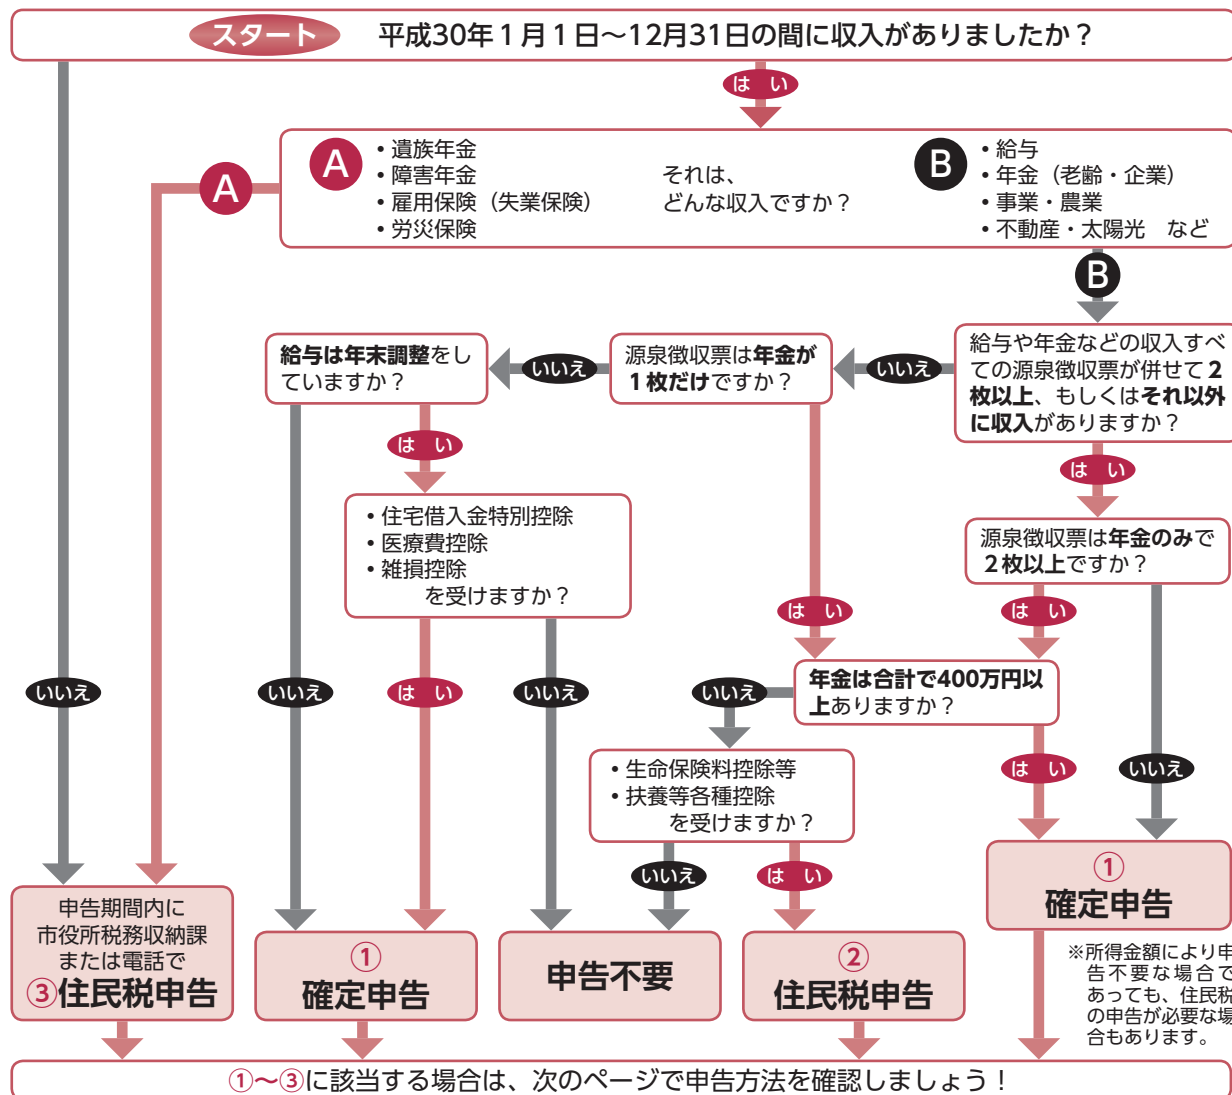 スタート 平成30年1月1日〜12月31日の間に収入がありましたか？
は い
A
A
・遺族年金
・障害年金
・雇用保険（失業保険）
・労災保険
それは、
どんな収入ですか？
B
・給与
・年金（老齢・企業）
・事業・農業
・不動産・太陽光　など
B
給与は年末調整をし
ていますか？
いいえ
源泉徴収票は年金が
１枚だけですか？
いいえ
給与や年金などの収入すべ
ての源泉徴収票が併せて２
枚以上、もしくはそれ以外
に収入がありますか？
は い
は い
・住宅借入金特別控除
・医療費控除
・雑損控除
を受けますか？
源泉徴収票は年金のみで
２枚以上ですか？
は い
は い
年金は合計で400万円以
上ありますか？
いいえ
いいえ
は い
いいえ
いいえ
・生命保険料控除等
・扶養等各種控除
を受けますか？
は い
いいえ
いいえ
は い
申告期間内に
市役所税務収納課
または電話で
③住民税申告
①
確定申告
申告不要
②
住民税申告
①
確定申告
※所得金額により申
告不要な場合で
あっても、住民税
の申告が必要な場
合もあります。
①〜③に該当する場合は、次のページで申告方法を確認しましょう！